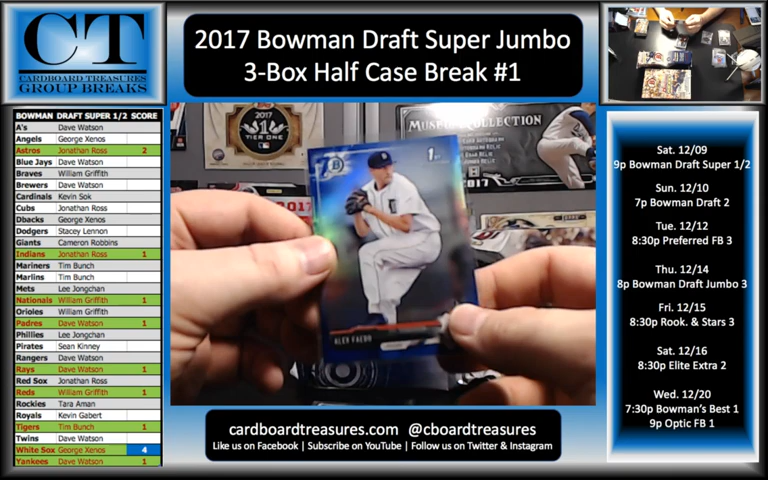 CT
CARDBOARD TREASURES
GROUP BREAKS
2017 Bowman Draft Super Jumbo
3-Box Half Case Break #1
BOWMAN DRAFT SUPER 1/2 SCORE
A's Dave Watson
Angels George Xenos
Astros Jonathan Ross 2
Blue Jays Dave Watson
Braves William Griffith
Brewers Dave Watson
Cardinals Kevin Sok
Cubs Jonathan Ross
Dbacks George Xenos
Dodgers Stacey Lennon
Giants Cameron Robbins
Indians Jonathan Ross 1
Mariners Tim Bunch
Marlins Tim Bunch
Mets Lee Jongchan
Nationals William Griffith 1
Orioles William Griffith
Padres Dave Watson 1
Phillies Lee Jongchan
Pirates Sean Kinney
Rangers Dave Watson
Rays Dave Watson 1
Red Sox Jonathan Ross
Reds William Griffith 1
Rockies Tara Aman
Royals Kevin Gabert
Tigers Tim Bunch 1
Twins Dave Watson
White Sox George Xenos 4
Yankees Dave Watson 1
2017
TIER ONE
MUSEUM COLLECTION
2017
2017
B
1st
D
ALEX FAEDO
Sat. 12/09
9p Bowman Draft Super 1/2
Sun. 12/10
7p Bowman Draft 2
Tue. 12/12
8:30p Preferred FB 3
Thu. 12/14
8p Bowman Draft Jumbo 3
Fri. 12/15
8:30p Rook. & Stars 3
Sat. 12/16
8:30p Elite Extra 2
Wed. 12/20
7:30p Bowman's Best 1
9p Optic FB 1
cardboardtreasures.com @cboardtreasures
Like us on Facebook | Subscribe on YouTube | Follow us on Twitter & Instagram